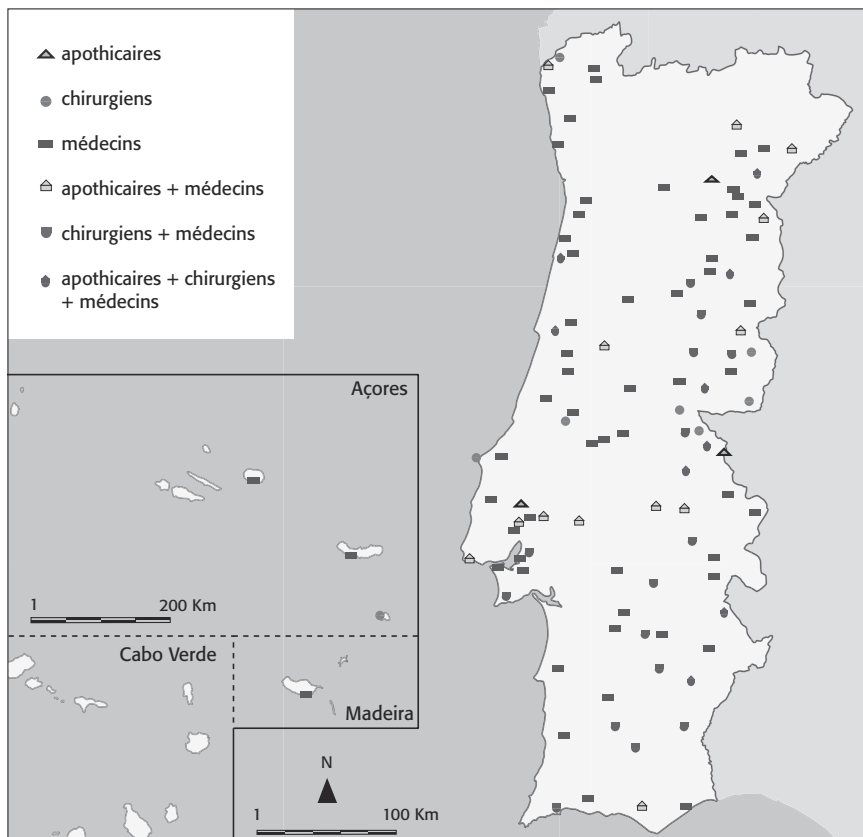 apothicaires
chirurgiens
médecins
apothicaires + médecins
chirurgiens + médecins
apothicaires + chirurgiens
+ médecins
Açores
1
200 Km
Cabo Verde
Madeira
N
1
100 Km